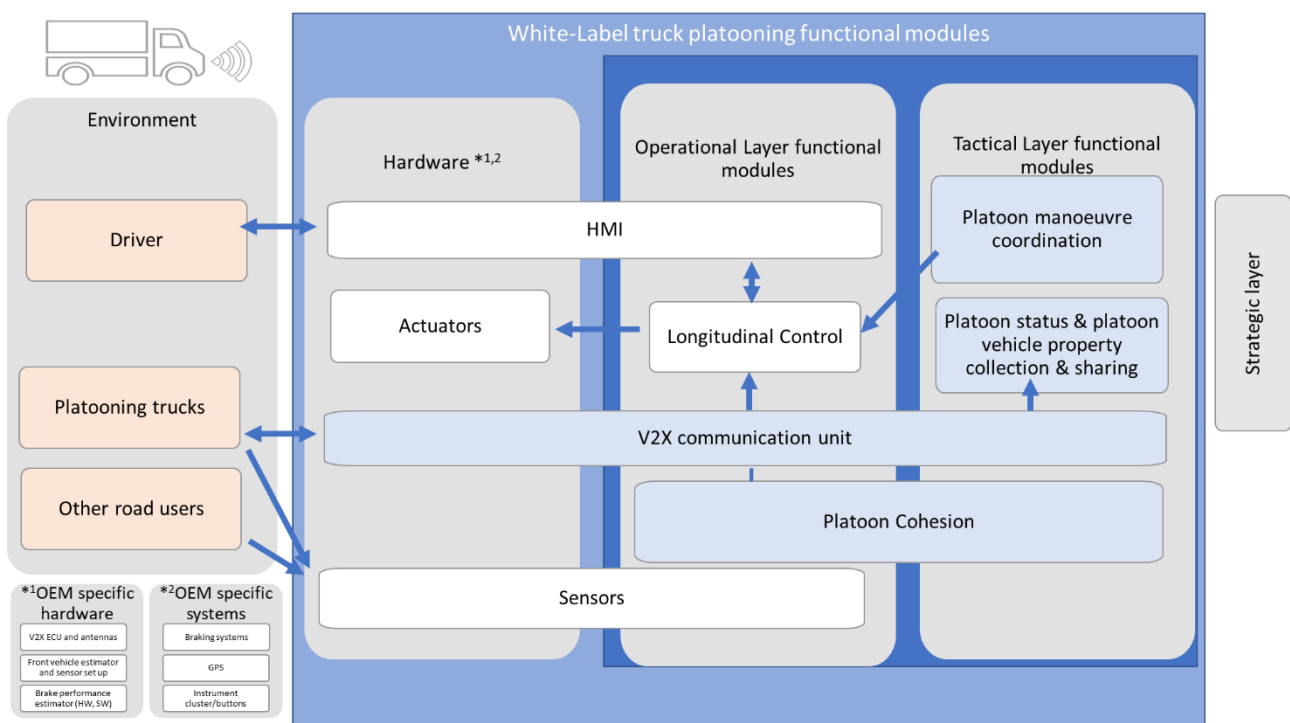 White-Label truck platooning functional modules
Environment
Hardware *1,2
Operational Layer functional
modules
Tactical Layer functional
modules
Driver
HMI
Platoon manoeuvre
coordination
Actuators
Longitudinal Control
Platoon status & platoon
vehicle property
collection & sharing
Strategic layer
Platooning trucks
V2X communication unit
Other road users
Platoon Cohesion
Sensors
*1OEM specific
hardware
V2X ECU and antennas
Front vehicle estimator
and sensor set up
Brake performance
estimator (HW, SW)
*2OEM specific
systems
Braking systems
GPS
Instrument
cluster/buttons